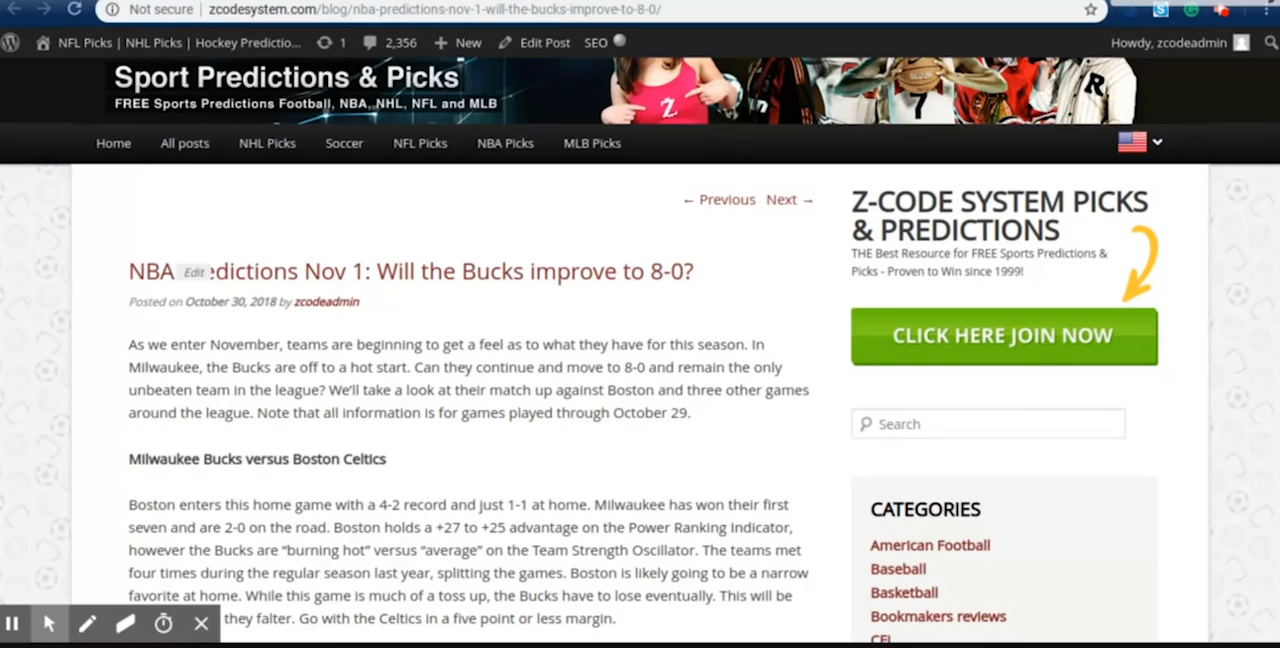 Not secure | zcodesystem.com/blog/nba-predictions-nov-1-will-the-bucks-improve-to-8-0/
NFL Picks | NHL Picks | Hockey Predictio... 1 2,356 New Edit Post SEO Howdy, zcodeadmin
Sport Predictions & Picks
FREE Sports Predictions Football, NBA, NHL, NFL and MLB
Z 7 R
Home All posts NHL Picks Soccer NFL Picks NBA Picks MLB Picks
← Previous Next →
NBA Edit edictions Nov 1: Will the Bucks improve to 8-0?
Posted on October 30, 2018 by zcodeadmin
As we enter November, teams are beginning to get a feel as to what they have for this season. In
Milwaukee, the Bucks are off to a hot start. Can they continue and move to 8-0 and remain the only
unbeaten team in the league? We'll take a look at their match up against Boston and three other games
around the league. Note that all information is for games played through October 29.
Milwaukee Bucks versus Boston Celtics
Boston enters this home game with a 4-2 record and just 1-1 at home. Milwaukee has won their first
seven and are 2-0 on the road. Boston holds a +27 to +25 advantage on the Power Ranking Indicator,
however the Bucks are “burning hot” versus “average” on the Team Strength Oscillator. The teams met
four times during the regular season last year, splitting the games. Boston is likely going to be a narrow
favorite at home. While this game is much of a toss up, the Bucks have to lose eventually. This will be
they falter. Go with the Celtics in a five point or less margin.
Z-CODE SYSTEM PICKS
& PREDICTIONS
THE Best Resource for FREE Sports Predictions &
Picks - Proven to Win since 1999!
CLICK HERE JOIN NOW
Search
CATEGORIES
American Football
Baseball
Basketball
Bookmakers reviews
CFL